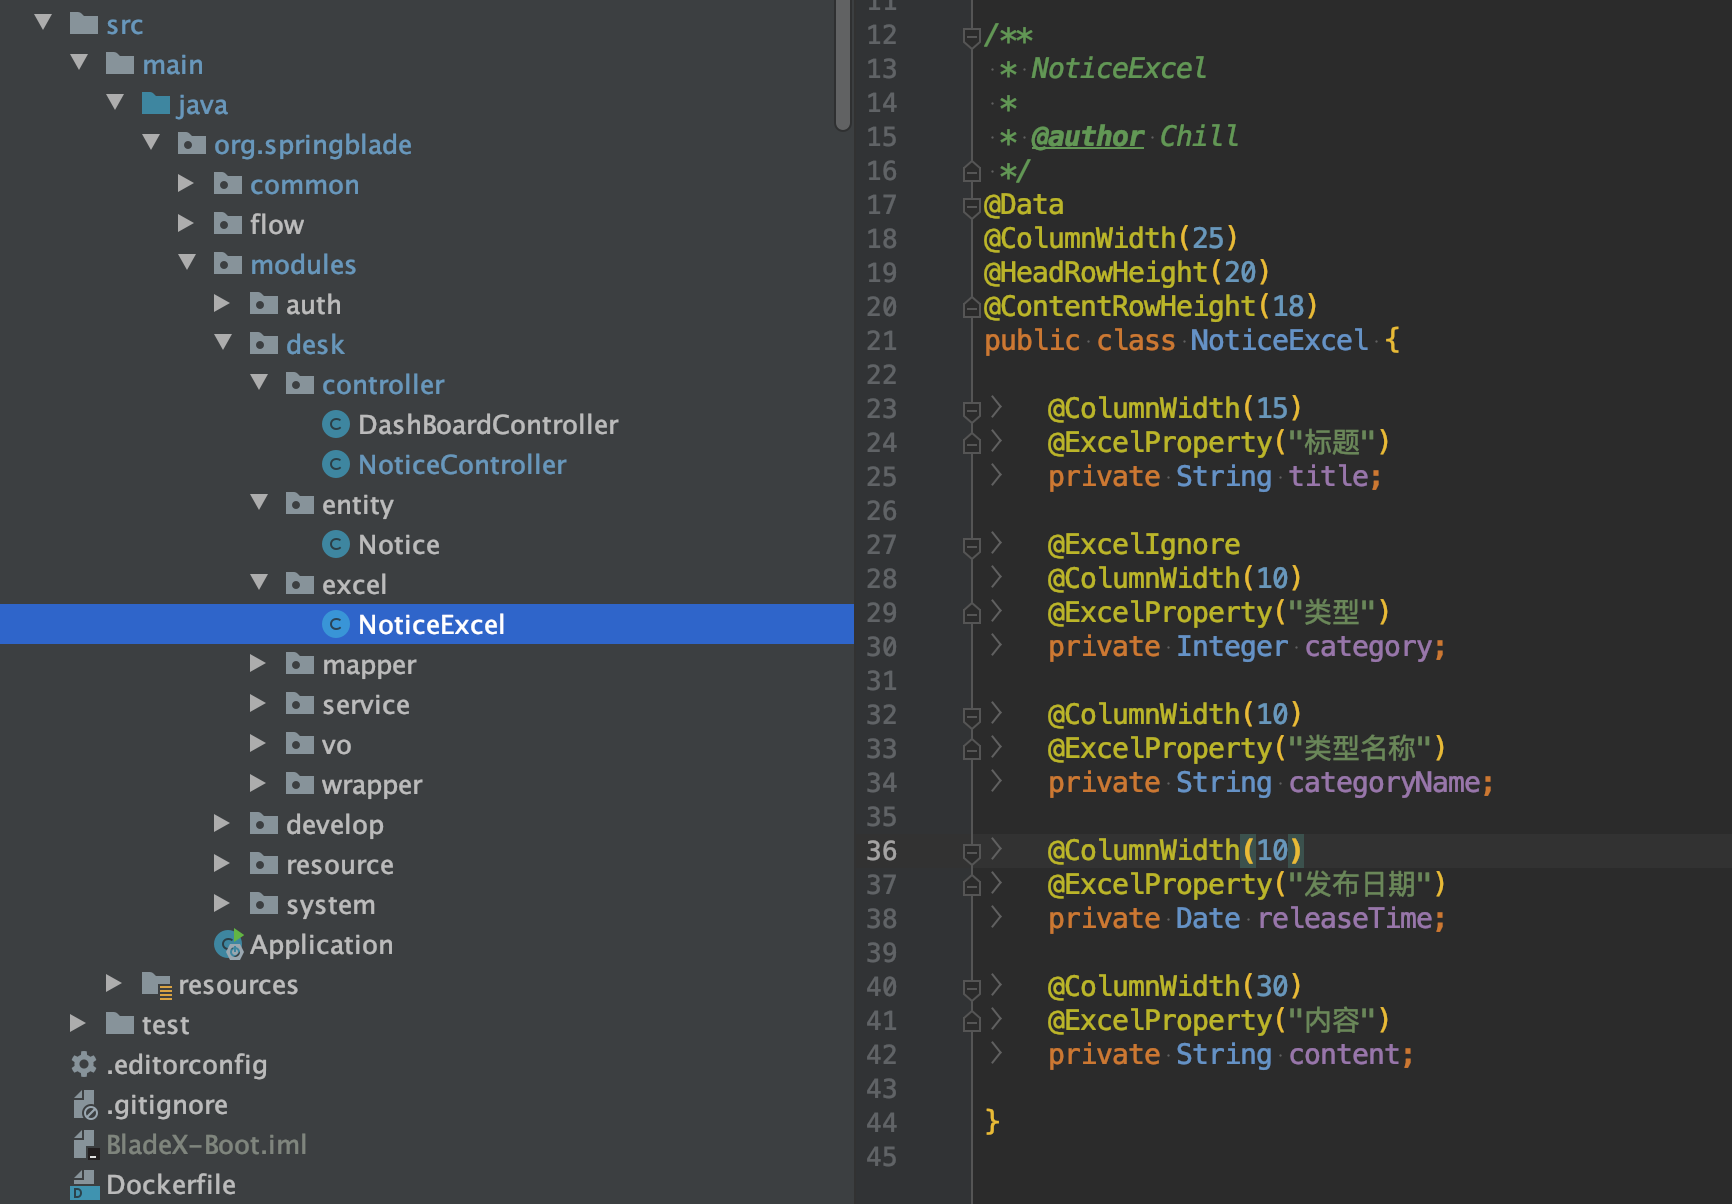 src
main
java
org.springblade
common
flow
modules
auth
desk
controller
DashBoardController
NoticeController
entity
Notice
excel
NoticeExcel
mapper
service
vo
wrapper
develop
resource
system
Application
resources
test
.editorconfig
.gitignore
BladeX-Boot.iml
Dockerfile
11
12 /**
13 * NoticeExcel
14 *
15 * @author Chill
16 */
17 @Data
18 @ColumnWidth(25)
19 @HeadRowHeight(20)
20 @ContentRowHeight(18)
21 public class NoticeExcel {
22
23 @ColumnWidth(15)
24 @ExcelProperty("标题")
25 private String title;
26
27 @ExcelIgnore
28 @ColumnWidth(10)
29 @ExcelProperty("类型")
30 private Integer category;
31
32 @ColumnWidth(10)
33 @ExcelProperty("类型名称")
34 private String categoryName;
35
36 @ColumnWidth(10)
37 @ExcelProperty("发布日期")
38 private Date releaseTime;
39
40 @ColumnWidth(30)
41 @ExcelProperty("内容")
42 private String content;
43
44 }
45